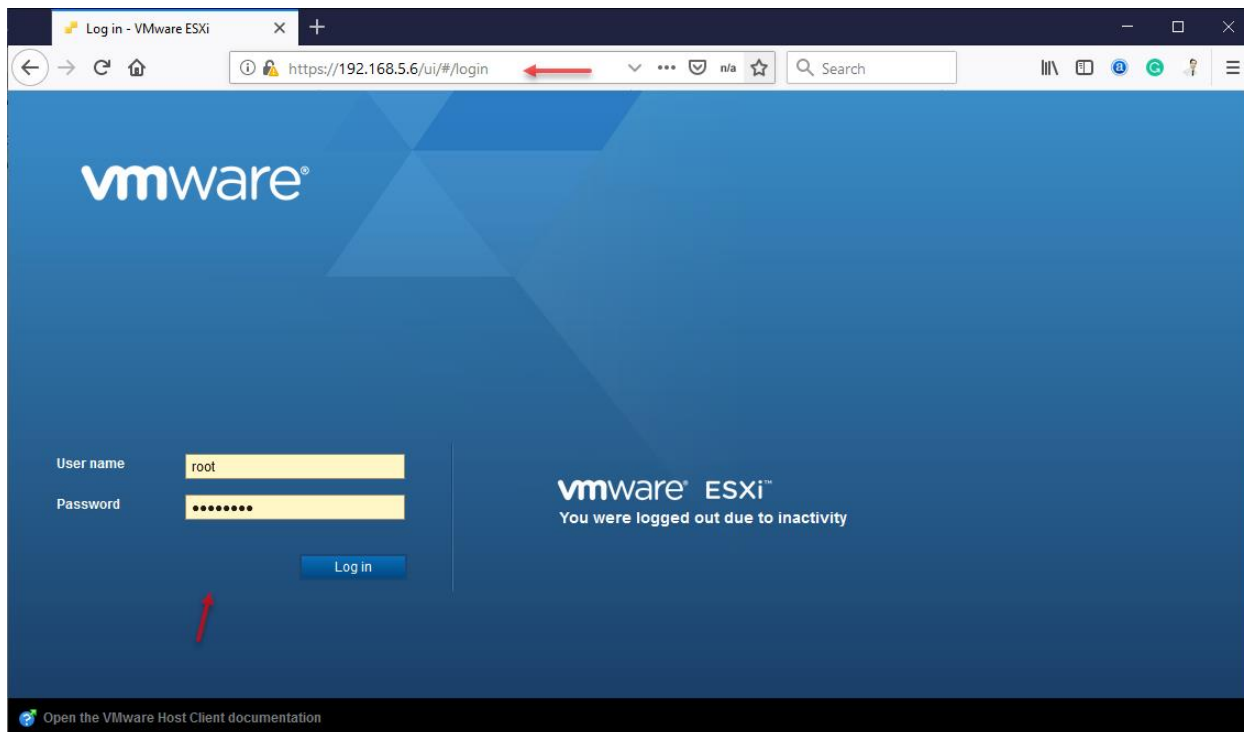 Log in - VMware ESXi
https://192.168.5.6/ui/#/login
n/a
Search
vmware®
User name
root
Password
••••••••
Log in
vmware® ESXi™
You were logged out due to inactivity
Open the VMware Host Client documentation